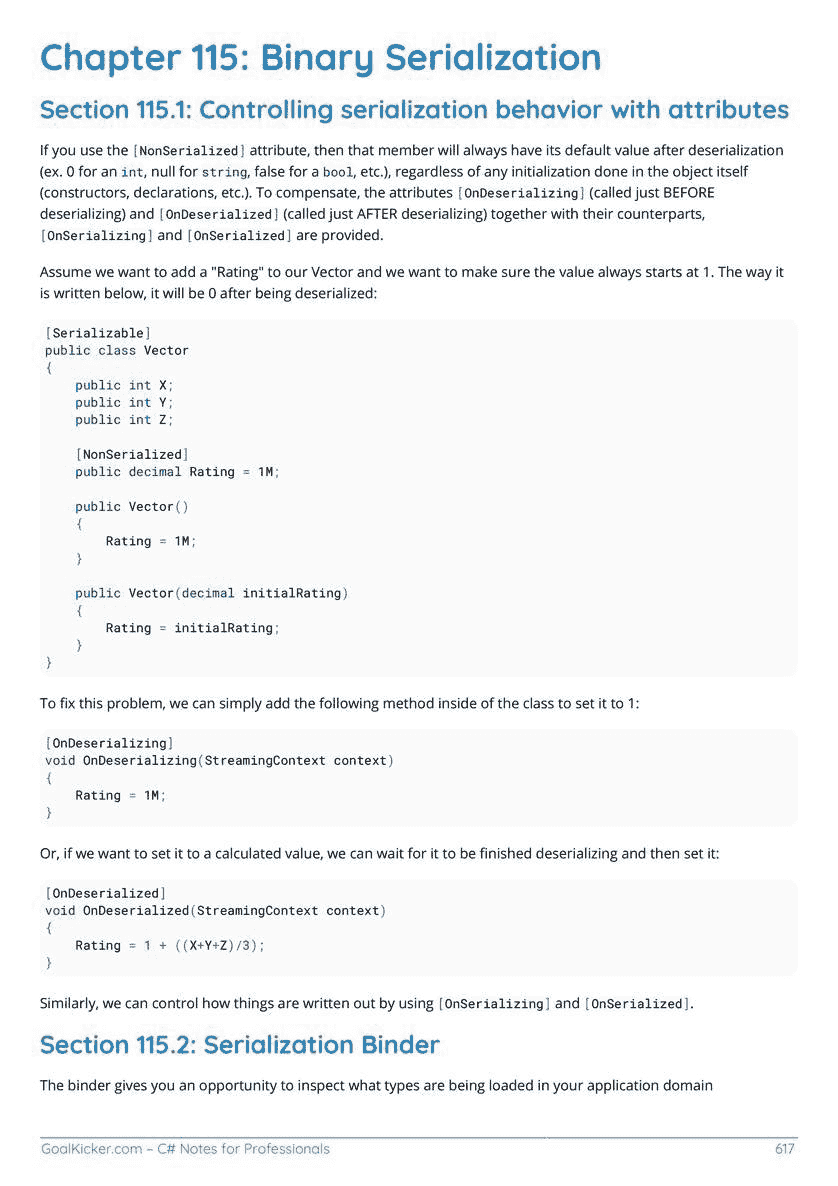 Chapter 115: Binary Serialization
Section 115.1: Controlling serialization behavior with attributes
If you use the [NonSerialized] attribute, then that member will always have its default value after deserialization
(ex. 0 for an int, null for string, false for a bool, etc.), regardless of any initialization done in the object itself
(constructors, declarations, etc.). To compensate, the attributes [OnDeserializing] (called just BEFORE
deserializing) and [OnDeserialized] (called just AFTER deserializing) together with their counterparts,
[OnSerializing] and [OnSerialized] are provided.
Assume we want to add a "Rating" to our Vector and we want to make sure the value always starts at 1. The way it
is written below, it will be 0 after being deserialized:
[Serializable]
public class Vector
{
    public int X;
    public int Y;
    public int Z;
    [NonSerialized]
    public decimal Rating = 1M;
    public Vector()
    {
        Rating = 1M;
    }
    public Vector(decimal initialRating)
    {
        Rating = initialRating;
    }
}
To fix this problem, we can simply add the following method inside of the class to set it to 1:
[OnDeserializing]
void OnDeserializing(StreamingContext context)
{
    Rating = 1M;
}
Or, if we want to set it to a calculated value, we can wait for it to be finished deserializing and then set it:
[OnDeserialized]
void OnDeserialized(StreamingContext context)
{
    Rating = 1 + ((X+Y+Z)/3);
}
Similarly, we can control how things are written out by using [OnSerializing] and [OnSerialized].
Section 115.2: Serialization Binder
The binder gives you an opportunity to inspect what types are being loaded in your application domain
GoalKicker.com – C# Notes for Professionals
617